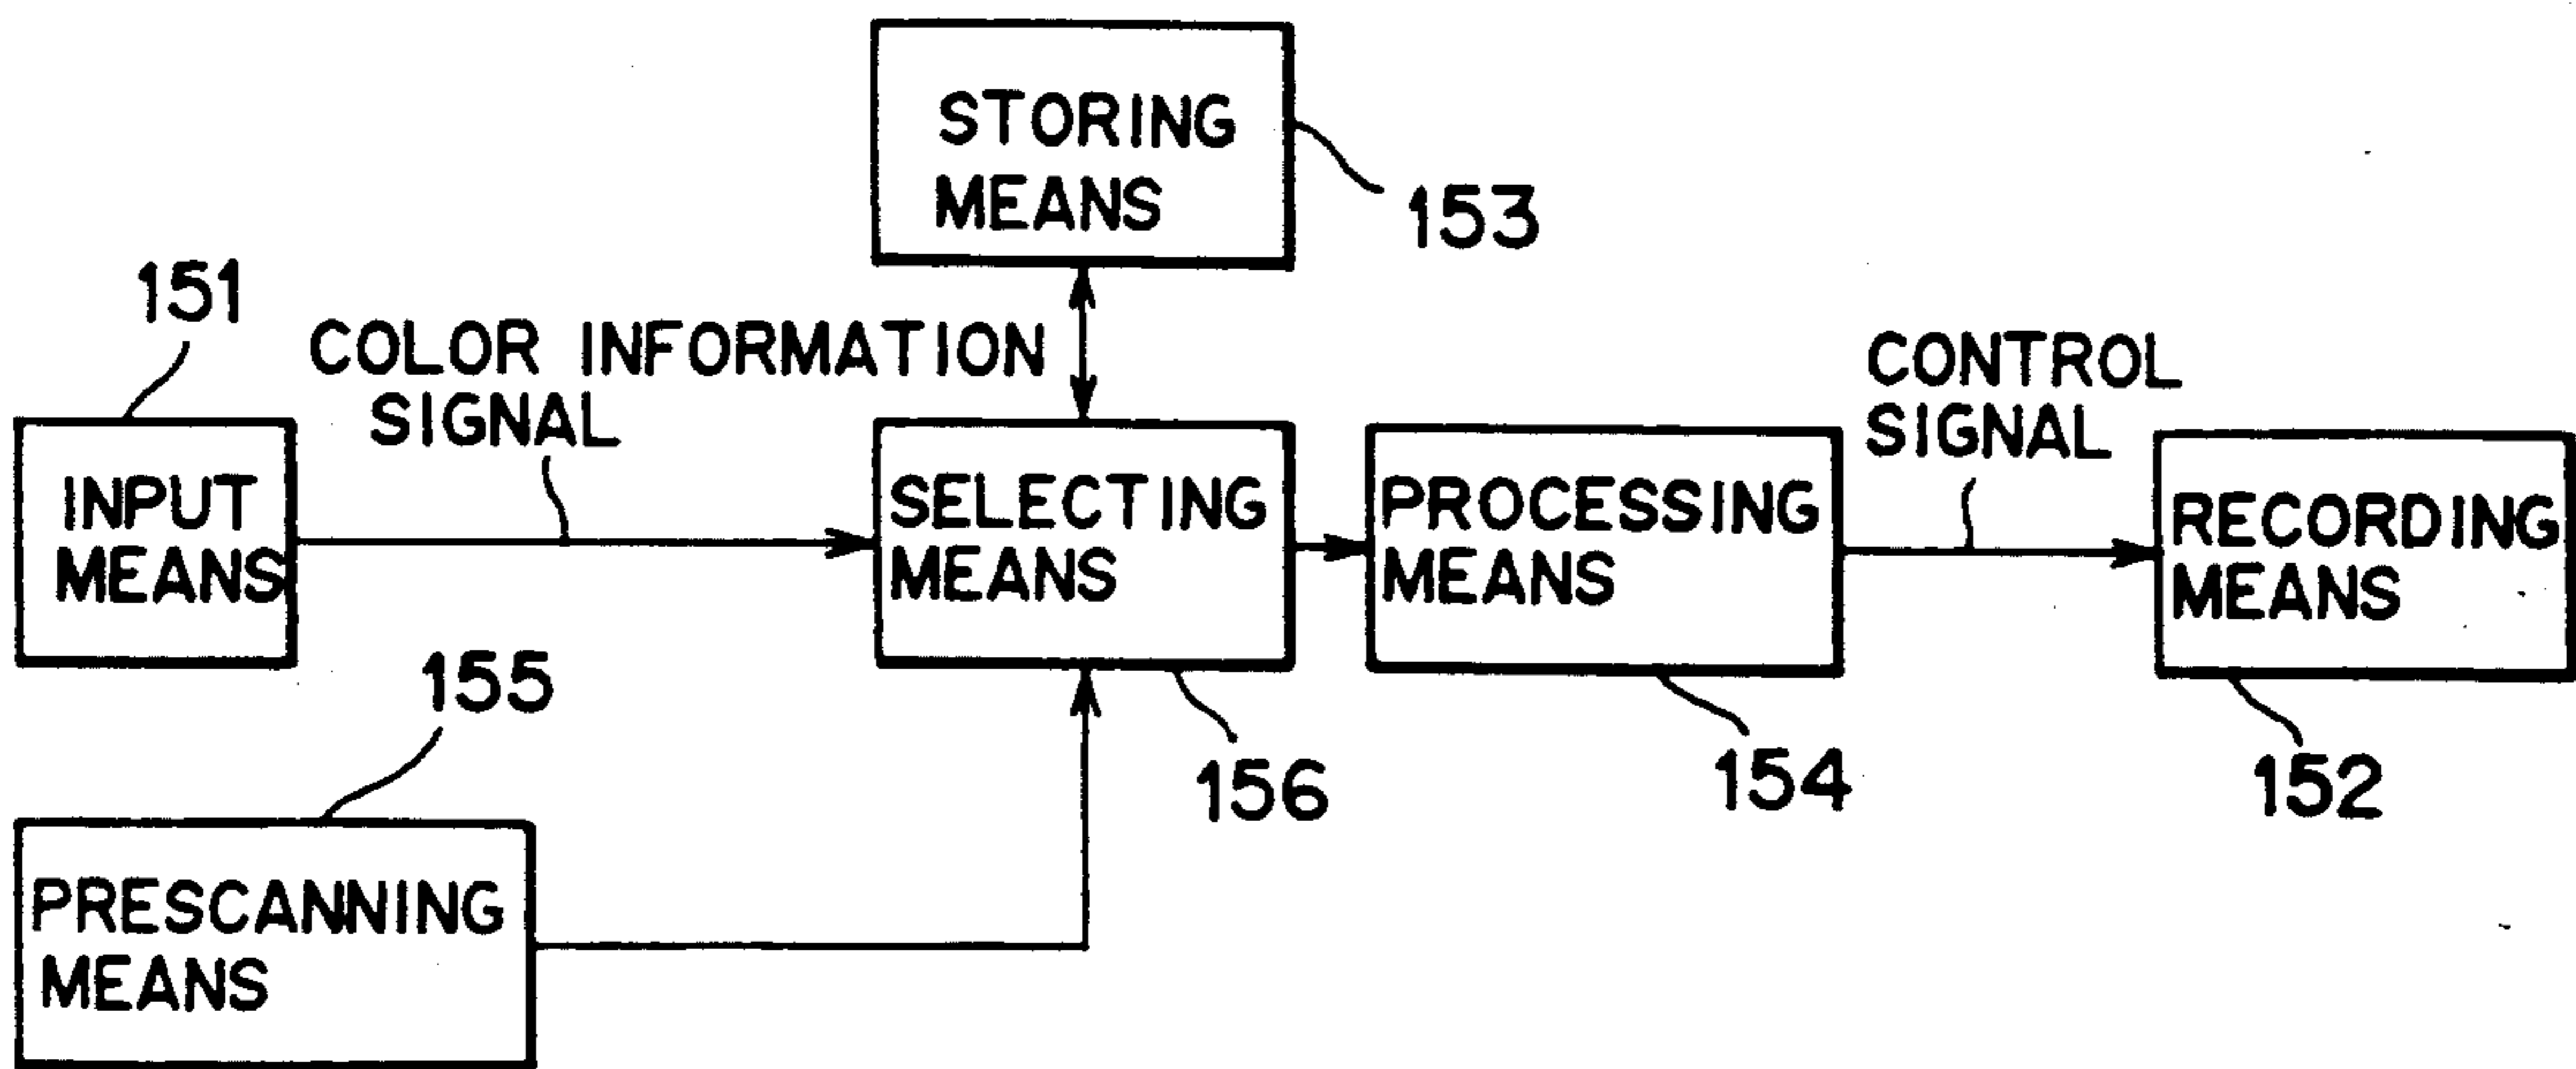 STORING
MEANS
153
151
COLOR INFORMATION
SIGNAL
CONTROL
SIGNAL
INPUT
MEANS
SELECTING
MEANS
PROCESSING
MEANS
RECORDING
MEANS
155
156
154
152
PRESCANNING
MEANS